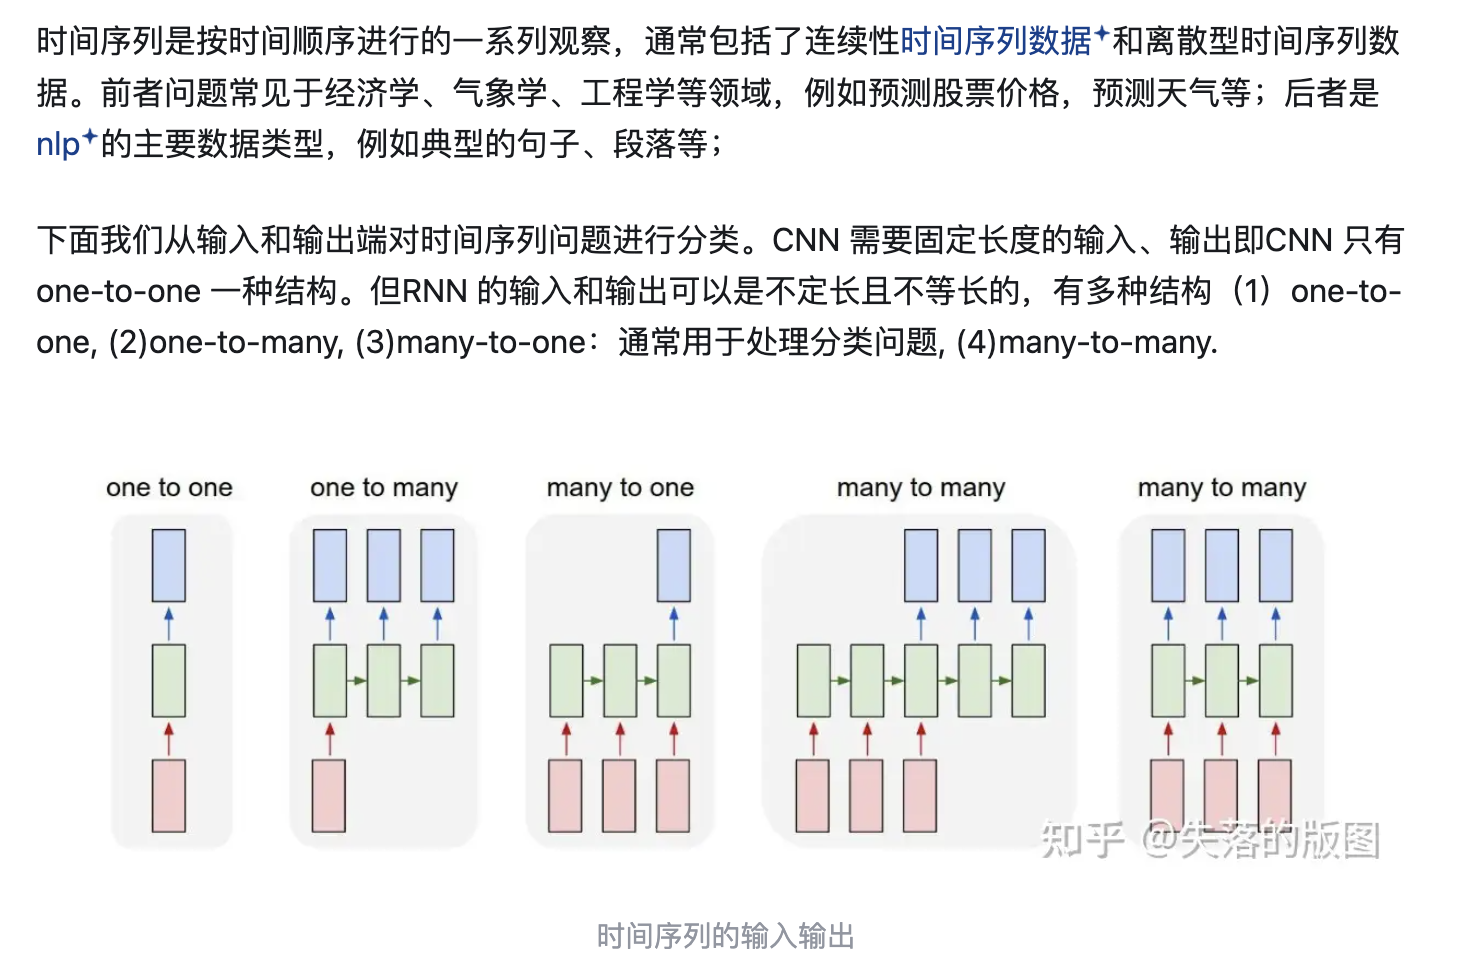 时间序列是按时间顺序进行的一系列观察，通常包括了连续性时间序列数据和离散型时间序列数
据。前者问题常见于经济学、气象学、工程学等领域，例如预测股票价格，预测天气等；后者是
nlp的主要数据类型，例如典型的句子、段落等；
下面我们从输入和输出端对时间序列问题进行分类。CNN 需要固定长度的输入、输出即CNN 只有
one-to-one 一种结构。但RNN 的输入和输出可以是不定长且不等长的，有多种结构（1）one-to-
one, (2)one-to-many, (3)many-to-one：通常用于处理分类问题, (4)many-to-many.
one to one one to many many to one many to many many to many
知乎 @失落的版图
时间序列的输入输出